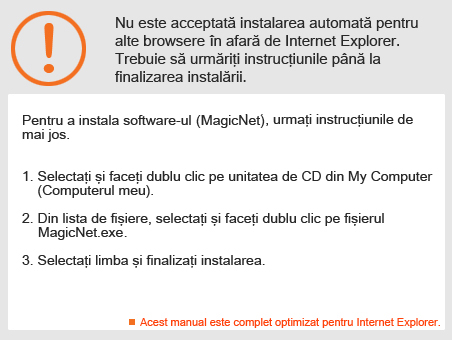 Nu este acceptată instalarea automată pentru
alte browsere în afară de Internet Explorer.
Trebuie să urmăriți instrucțiunile până la
finalizarea instalării.
Pentru a instala software-ul (MagicNet), urmați instrucțiunile de
mai jos.
1. Selectați și faceți dublu clic pe unitatea de CD din My Computer
(Computerul meu).
2. Din lista de fișiere, selectați și faceți dublu clic pe fișierul
MagicNet.exe.
3. Selectați limba și finalizați instalarea.
Acest manual este complet optimizat pentru Internet Explorer.